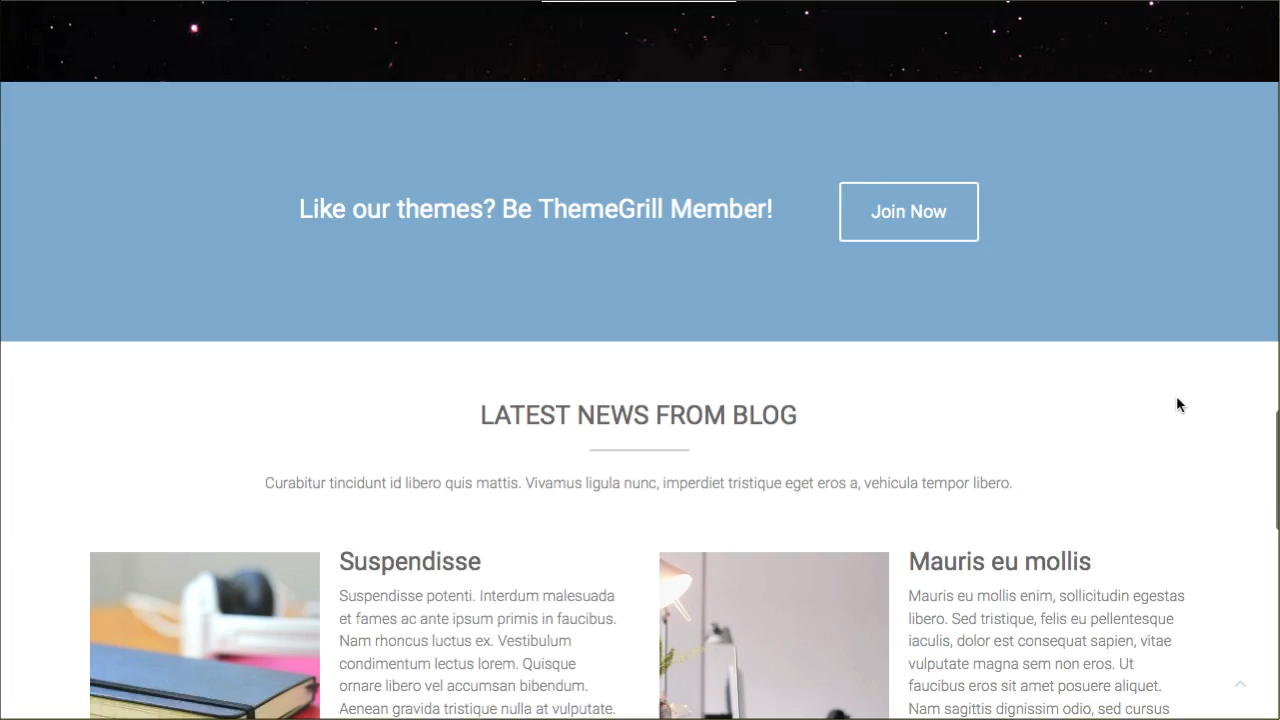 Like our themes? Be ThemeGrill Member!
Join Now
LATEST NEWS FROM BLOG
Curabitur tincidunt id libero quis mattis. Vivamus ligula nunc, imperdiet tristique eget eros a, vehicula tempor libero.
Suspendisse
Suspendisse potenti. Interdum malesuada
et fames ac ante ipsum primis in faucibus.
Nam rhoncus luctus ex. Vestibulum
condimentum lectus lorem. Quisque
ornare libero vel accumsan bibendum.
Aenean gravida tristique nulla at vulputate.
Mauris eu mollis
Mauris eu mollis enim, sollicitudin egestas
libero. Sed tristique, felis eu pellentesque
iaculis, dolor est consequat sapien, vitae
vulputate magna sem non eros. Ut
faucibus eros sit amet posuere aliquet.
Nam sagittis dignissim odio, sed cursus